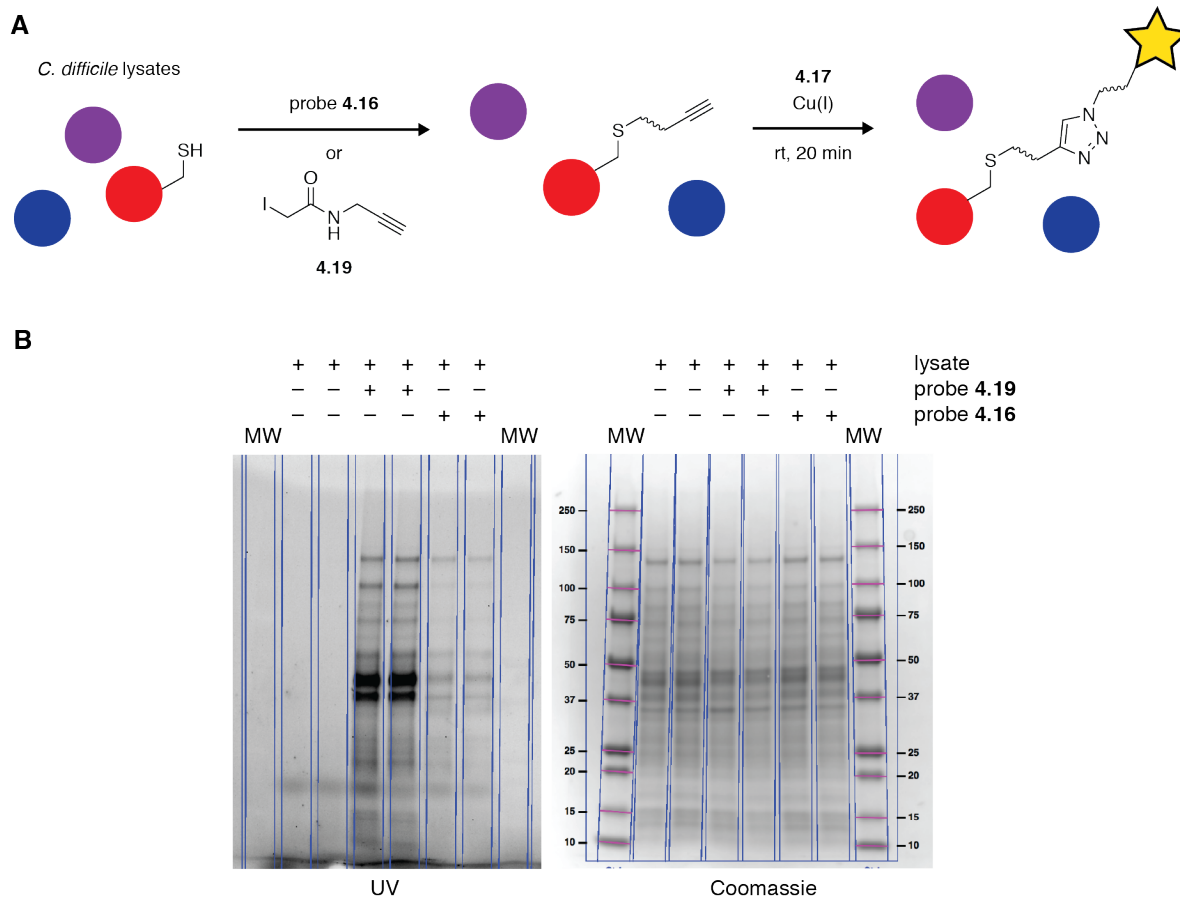 A
C. difficile lysates
SH
probe 4.16
or
I
O
N
H
4.19
S
4.17
Cu(I)
rt, 20 min
S
N
N
N
B
+ + + + + +
− − + + − −
− − − − + +
MW MW
+ + + + + +
− − + + − −
− − − − + +
MW MW
lysate
probe 4.19
probe 4.16
250
150
100
75
50
37
25
20
15
10
250
150
100
75
50
37
25
20
15
10
UV
Coomassie